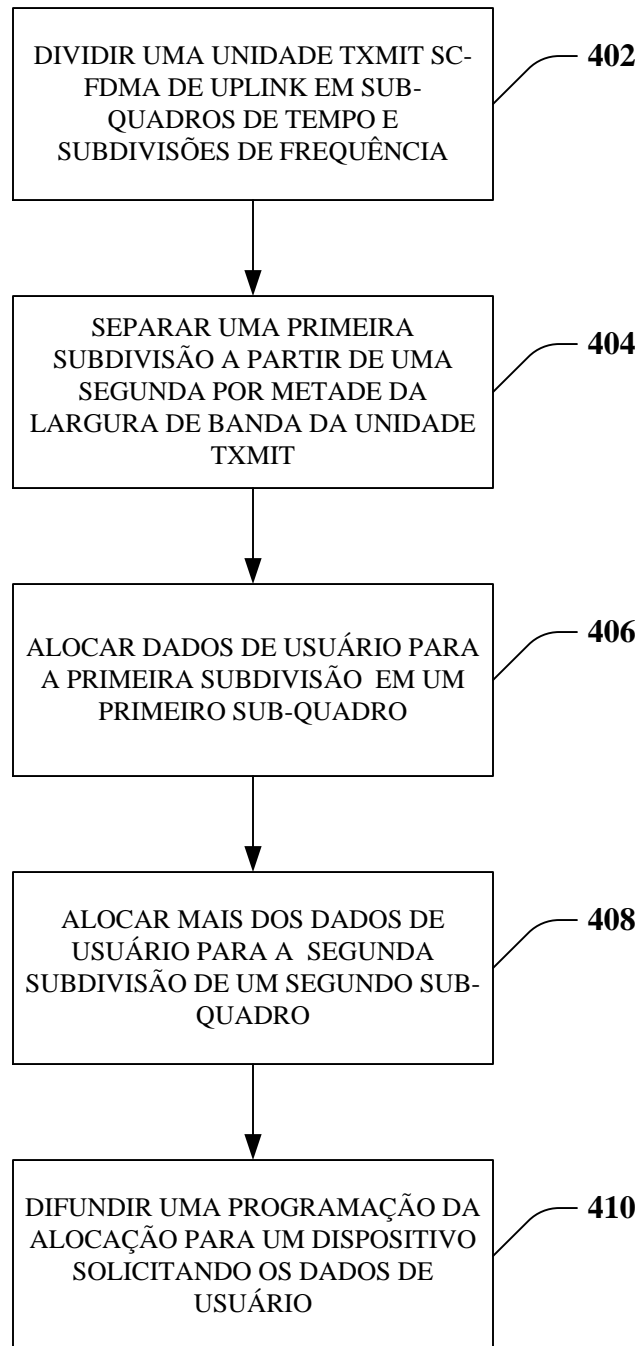 DIVIDIR UMA UNIDADE TXMIT SC-
FDMA DE UPLINK EM SUB-
QUADROS DE TEMPO E
SUBDIVISÕES DE FREQUÊNCIA
402
SEPARAR UMA PRIMEIRA
SUBDIVISÃO A PARTIR DE UMA
SEGUNDA POR METADE DA
LARGURA DE BANDA DA UNIDADE
TXMIT
404
ALOCAR DADOS DE USUÁRIO PARA
A PRIMEIRA SUBDIVISÃO EM UM
PRIMEIRO SUB-QUADRO
406
ALOCAR MAIS DOS DADOS DE
USUÁRIO PARA A SEGUNDA
SUBDIVISÃO DE UM SEGUNDO SUB-
QUADRO
408
DIFUNDIR UMA PROGRAMAÇÃO DA
ALOCAÇÃO PARA UM DISPOSITIVO
SOLICITANDO OS DADOS DE
USUÁRIO
410